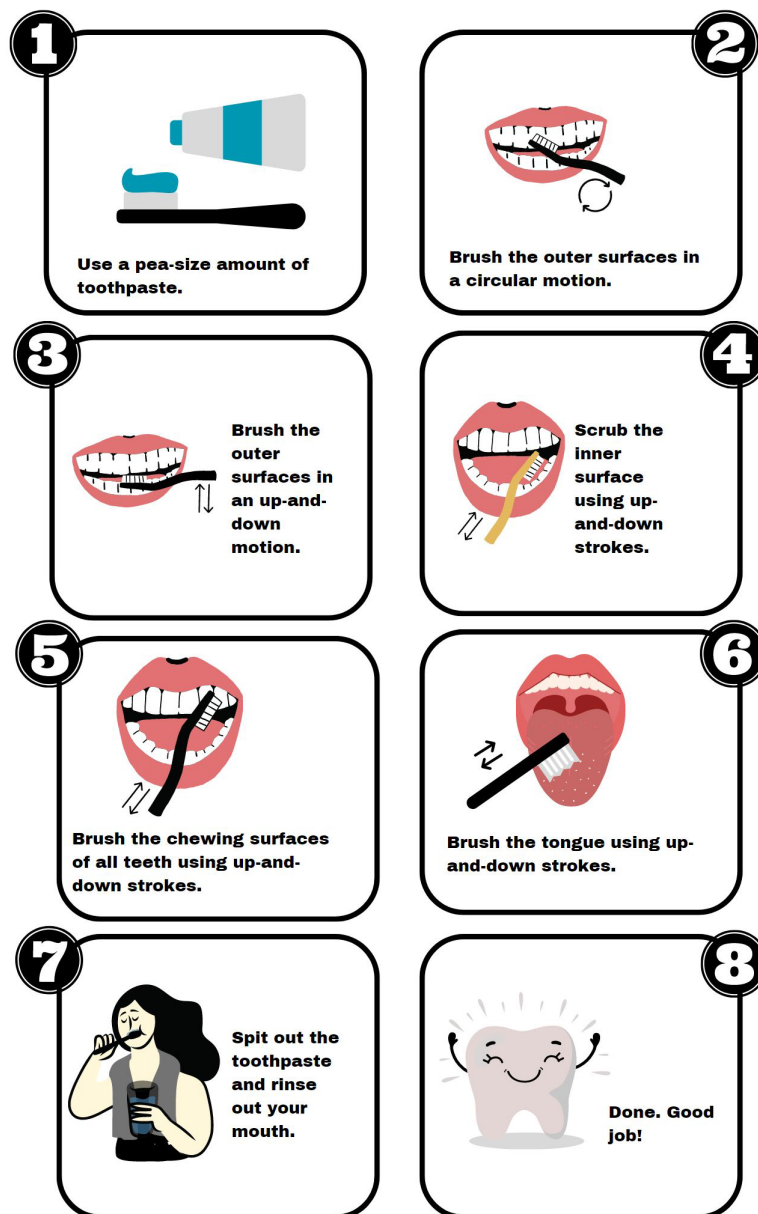 1
Use a pea-size amount of
toothpaste.
2
Brush the outer surfaces in
a circular motion.
3
Brush the
outer
surfaces in
an up-and-
down
motion.
4
Scrub the
inner
surface
using up-
and-down
strokes.
5
Brush the chewing surfaces
of all teeth using up-and-
down strokes.
6
Brush the tongue using up-
and-down strokes.
7
Spit out the
toothpaste
and rinse
out your
mouth.
8
Done. Good
job!